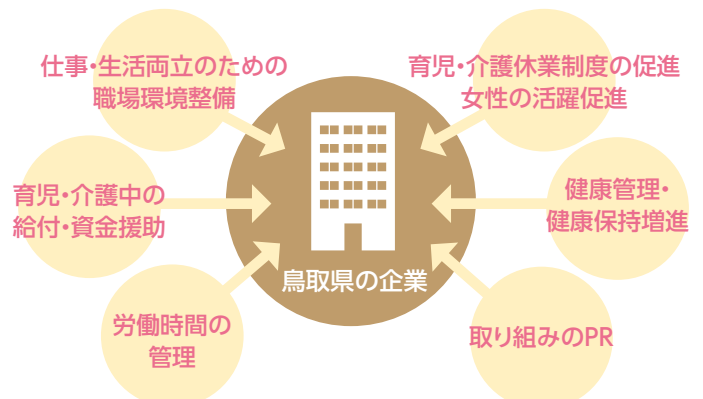 仕事・生活両立のための
職場環境整備
育児・介護休業制度の促進
女性の活躍促進
育児・介護中の
給付・資金援助
健康管理・
健康保持増進
鳥取県の企業
労働時間の
管理
取り組みのPR